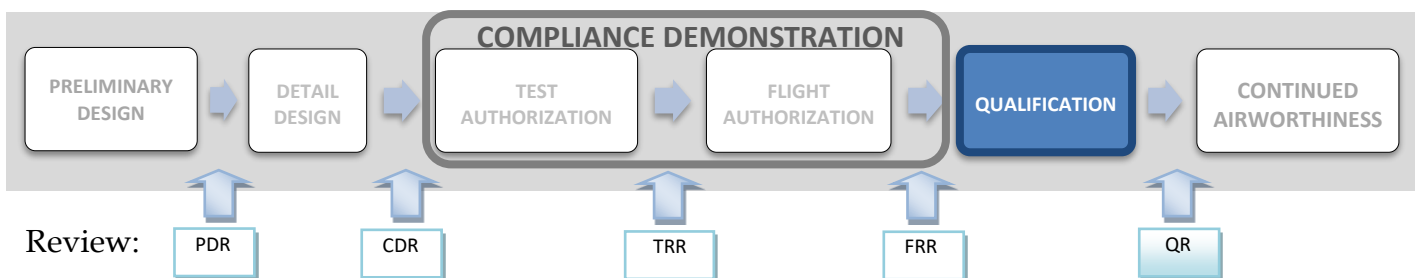 COMPLIANCE DEMONSTRATION
PRELIMINARY
DESIGN
DETAIL
DESIGN
TEST
AUTHORIZATION
FLIGHT
AUTHORIZATION
QUALIFICATION
CONTINUED
AIRWORTHINESS
Review:
PDR
CDR
TRR
FRR
QR